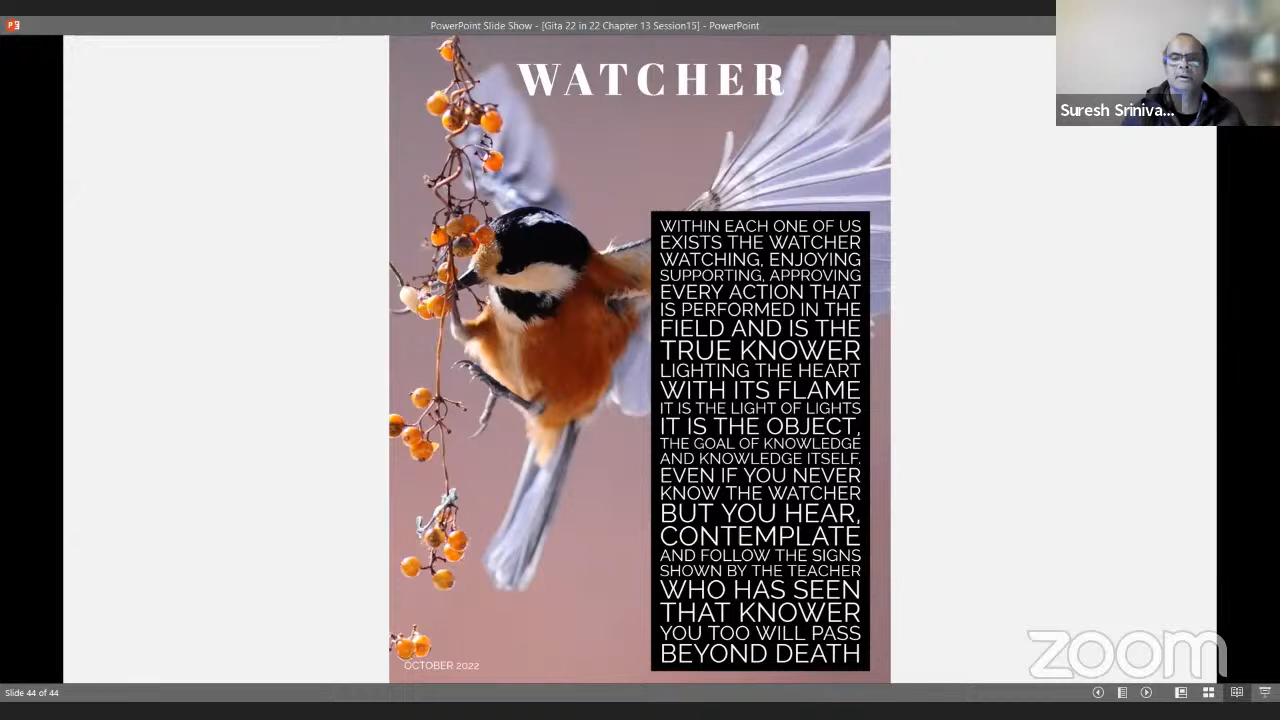 PowerPoint Slide Show - [Gita 22 in 22 Chapter 13 Session15] - PowerPoint
Suresh Sriniva...
WATCHER
WITHIN EACH ONE OF US
EXISTS THE WATCHER
WATCHING, ENJOYING
SUPPORTING, APPROVING
EVERY ACTION THAT
IS PERFORMED IN THE
FIELD AND IS THE
TRUE KNOWER
LIGHTING THE HEART
WITH ITS FLAME
IT IS THE LIGHT OF LIGHTS
IT IS THE OBJECT,
THE GOAL OF KNOWLEDGE
AND KNOWLEDGE ITSELF.
EVEN IF YOU NEVER
KNOW THE WATCHER
BUT YOU HEAR,
CONTEMPLATE
AND FOLLOW THE SIGNS
SHOWN BY THE TEACHER
WHO HAS SEEN
THAT KNOWER
YOU TOO WILL PASS
BEYOND DEATH
OCTOBER 2022
zoom
Slide 44 of 44